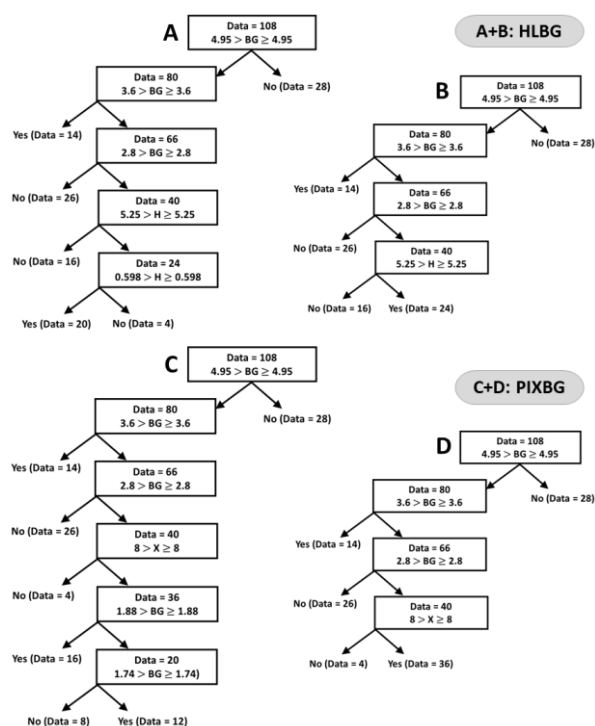 A
Data = 108
4.95 > BG ≥ 4.95
A+B: HLBG
Data = 80
3.6 > BG ≥ 3.6
No (Data = 28)
Yes (Data = 14)
Data = 66
2.8 > BG ≥ 2.8
No (Data = 26)
Data = 40
5.25 > H ≥ 5.25
No (Data = 16)
Data = 24
0.598 > H ≥ 0.598
Yes (Data = 20)
No (Data = 4)
B
Data = 108
4.95 > BG ≥ 4.95
Data = 80
3.6 > BG ≥ 3.6
No (Data = 28)
Yes (Data = 14)
Data = 66
2.8 > BG ≥ 2.8
No (Data = 26)
Data = 40
5.25 > H ≥ 5.25
No (Data = 16)
Yes (Data = 24)
C
Data = 108
4.95 > BG ≥ 4.95
C+D: PIXBG
Data = 80
3.6 > BG ≥ 3.6
No (Data = 28)
Yes (Data = 14)
Data = 66
2.8 > BG ≥ 2.8
No (Data = 26)
Data = 40
8 > X ≥ 8
No (Data = 4)
Data = 36
1.88 > BG ≥ 1.88
Yes (Data = 16)
Data = 20
1.74 > BG ≥ 1.74)
No (Data = 8)
Yes (Data = 12)
D
Data = 108
4.95 > BG ≥ 4.95
Data = 80
3.6 > BG ≥ 3.6
No (Data = 28)
Yes (Data = 14)
Data = 66
2.8 > BG ≥ 2.8
No (Data = 26)
Data = 40
8 > X ≥ 8
No (Data = 4)
Yes (Data = 36)